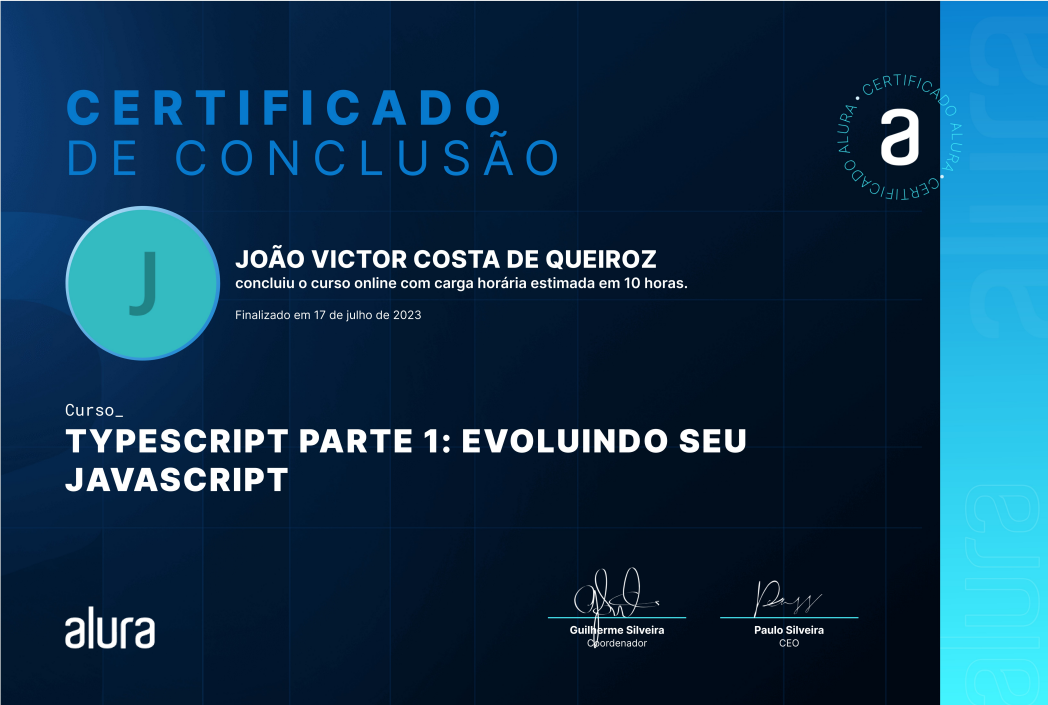 CERTIFICADO
DE CONCLUSÃO
• CERTIFICADO ALURA • CERTIFICADO ALURA
a
J
JOÃO VICTOR COSTA DE QUEIROZ
concluiu o curso online com carga horária estimada em 10 horas.
Finalizado em 17 de julho de 2023
Curso_
TYPESCRIPT PARTE 1: EVOLUINDO SEU
JAVASCRIPT
alura
Guilherme Silveira
Coordenador
Paulo Silveira
CEO
alura
alura